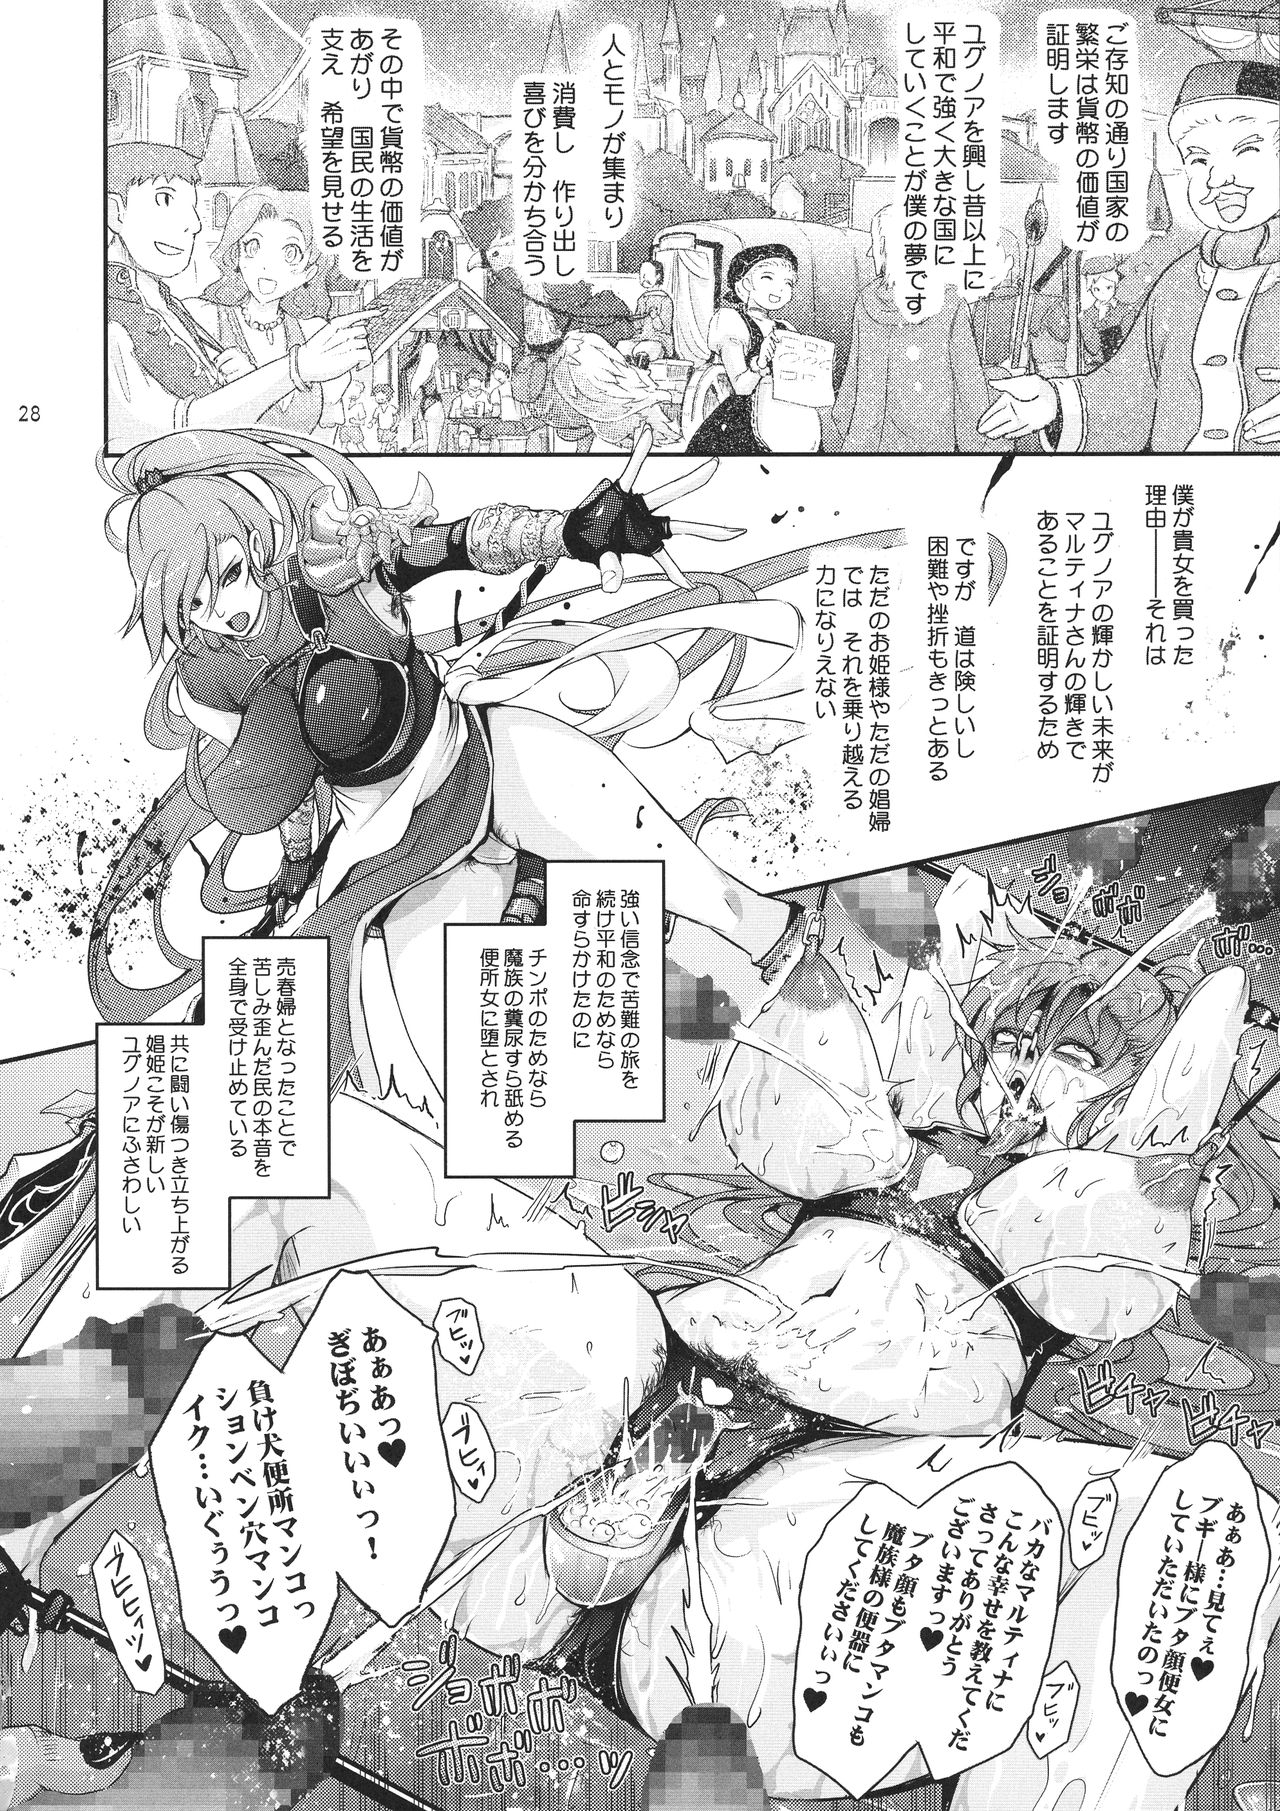 ご存知の通り国家の
繁栄は貨幣の価値が
証明します
ユグノアを興し昔以上に
平和で強く大きな国に
していくことが僕の夢です
人とモノが集まり
消費し 作り出し
喜びを分かち合う
その中で貨幣の価値が
あがり 国民の生活を
支え 希望を見せる
28
僕が貴女を買った
理由――それは
ユグノアの輝かしい未来が
マルティナさんの輝きで
あることを証明するため
ですが 道は険しいし
困難や挫折もきっとある
ただのお姫様やただの娼婦
では それを乗り越える
力になりえない
強い信念で苦難の旅を
続け平和のためなら
命すらかけたのに
チンポのためなら
魔族の糞尿すら舐める
便所女に堕とされ
売春婦となったことで
苦しみ歪んだ民の本音を
全身で受け止めている
共に闘い傷つき立ち上がる
娼姫こそが新しい
ユグノアにふさわしい
ビシャ
ビチャ
ビチャ
あぁぁ…見てぇ♥
ブギー様にブタ顔便女に
していただいたのっ♥
バカなマルティナに
こんな幸せを教えてくだ
さってありがとう
ございますっ♥
ブタ顔もブタマンコも
魔族様の便器に
してくださいいっ♥
ブヒッ♡
ブヒッ♡
ブヒッ♡
ブヒィ♡
あぁあっ♥
ぎぼぢいいいっ！
負け犬便所マンコっ
ションベン穴マンコ
イク…いぐぅうっ♥
ブヒヒィッ♡
ジョボボ
ボボボ…ッ